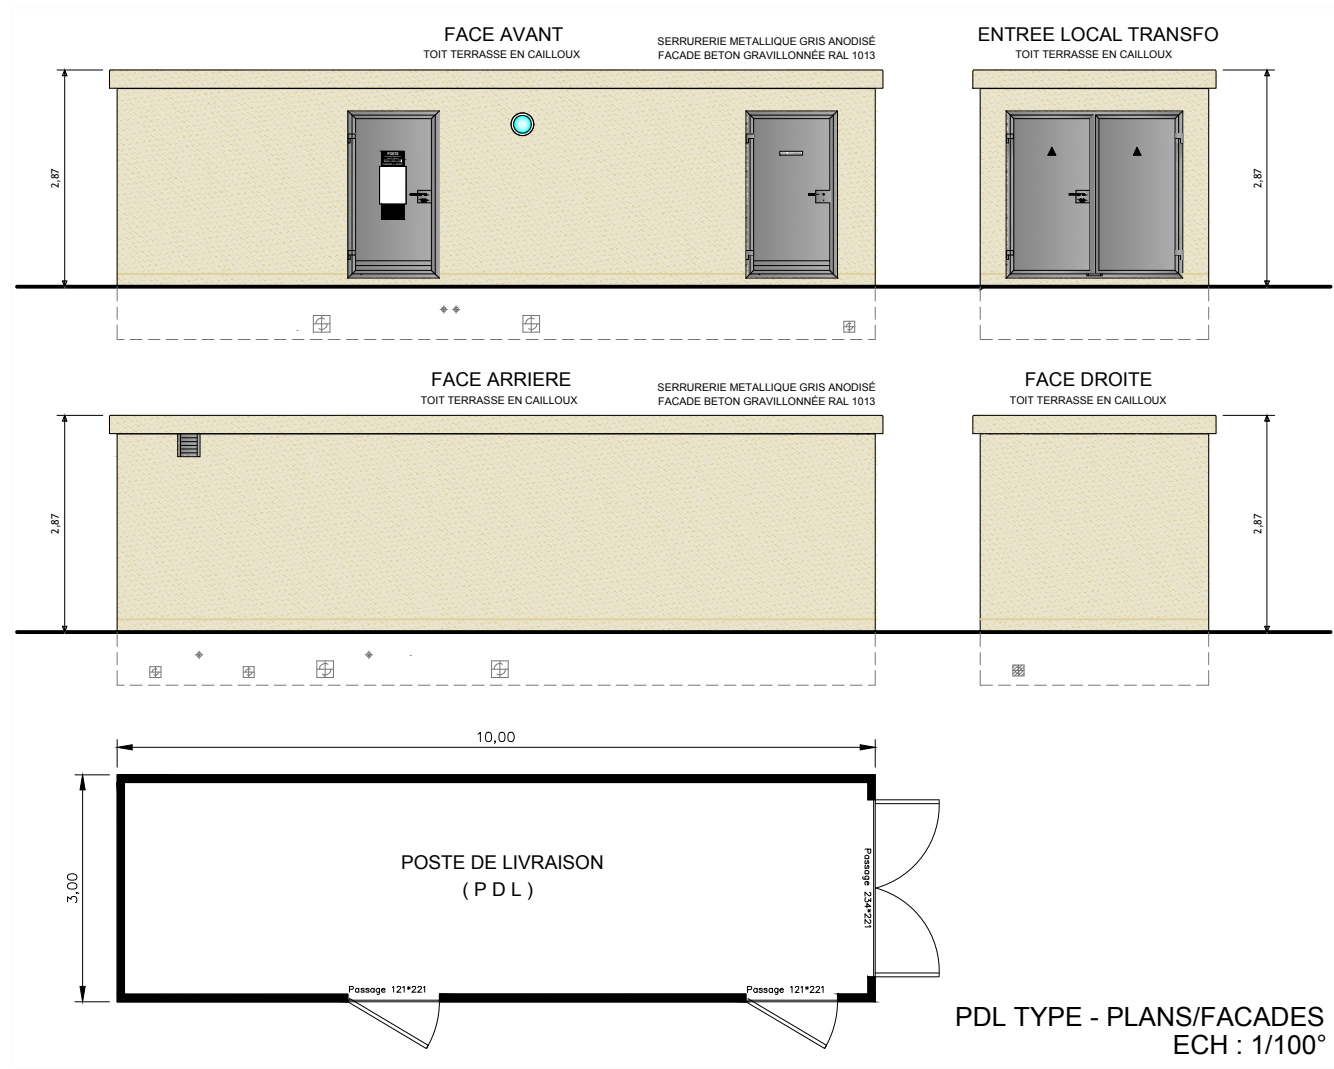 FACE AVANT
TOIT TERRASSE EN CAILLOUX
SERRURERIE METALLIQUE GRIS ANODISÉ
FACADE BETON GRAVILLONNÉE RAL 1013
ENTREE LOCAL TRANSFO
TOIT TERRASSE EN CAILLOUX
2,87
POSTE
2,87
FACE ARRIERE
TOIT TERRASSE EN CAILLOUX
SERRURERIE METALLIQUE GRIS ANODISÉ
FACADE BETON GRAVILLONNÉE RAL 1013
FACE DROITE
TOIT TERRASSE EN CAILLOUX
2,87
2,87
10,00
3,00
POSTE DE LIVRAISON
( P D L )
Passage 234*221
Passage 121*221
Passage 121*221
PDL TYPE - PLANS/FACADES
ECH : 1/100°